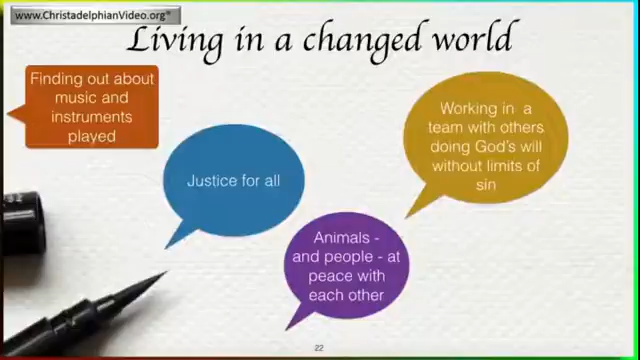 www.ChristadelphianVideo.org®
Living in a changed world
Finding out about
music and
instruments
played
Working in a
team with others
doing God's will
without limits of
sin
Justice for all
Animals -
and people - at
peace with
each other
22